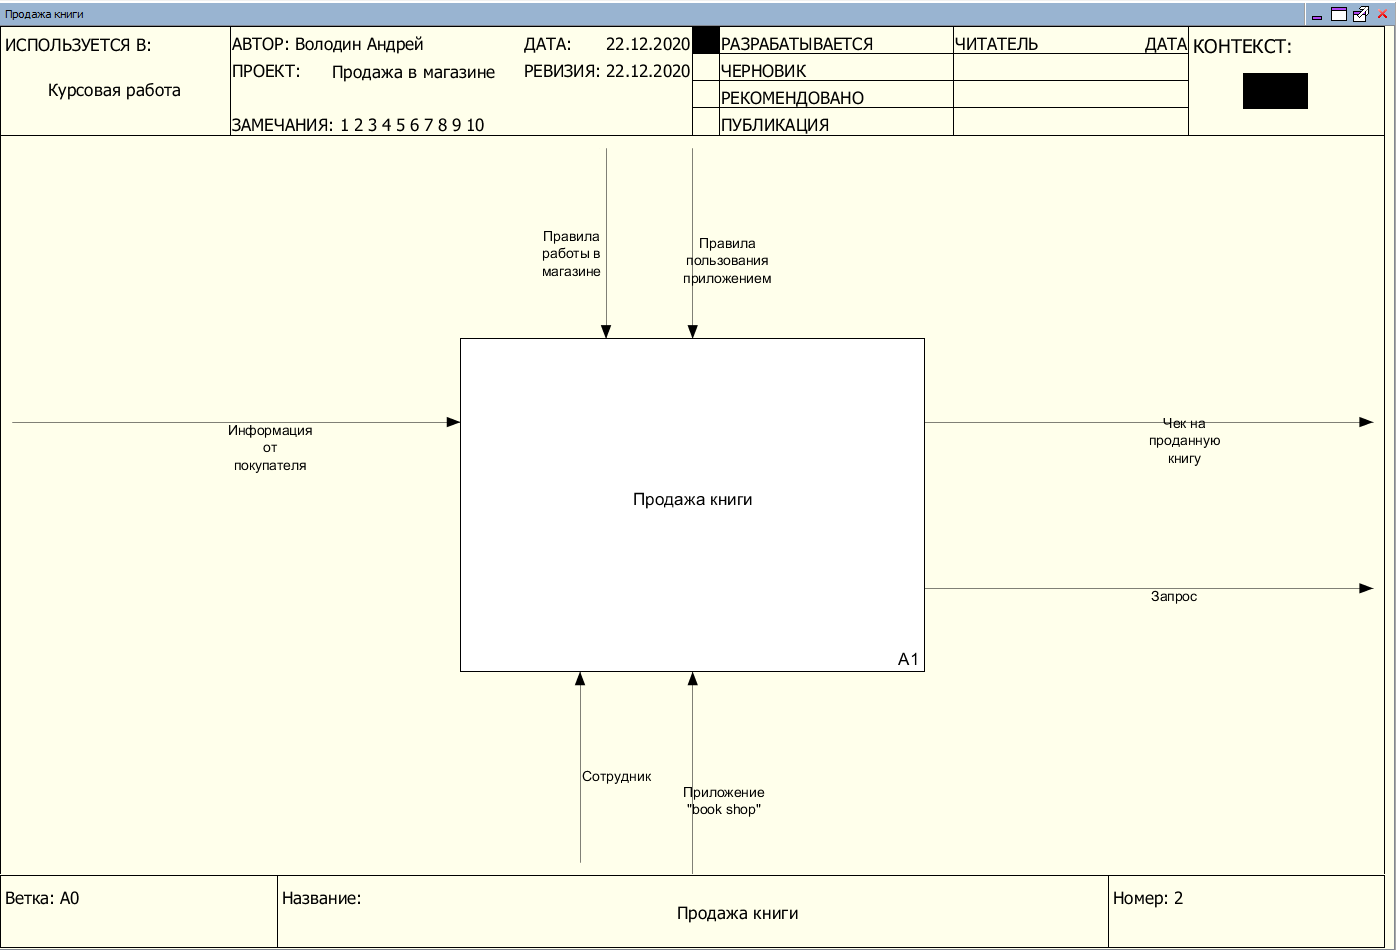 Продажа книги
ИСПОЛЬЗУЕТСЯ В:
Курсовая работа
АВТОР: Володин Андрей
ДАТА: 22.12.2020
ПРОЕКТ: Продажа в магазине
РЕВИЗИЯ: 22.12.2020
ЗАМЕЧАНИЯ: 1 2 3 4 5 6 7 8 9 10
РАЗРАБАТЫВАЕТСЯ
ЧЕРНОВИК
РЕКОМЕНДОВАНО
ПУБЛИКАЦИЯ
ЧИТАТЕЛЬ
ДАТА
КОНТЕКСТ:
Правила
работы в
магазине
Правила
пользования
приложением
Информация
от
покупателя
Чек на
проданную
книгу
Продажа книги
Запрос
A1
Сотрудник
Приложение
"book shop"
Ветка: A0
Название:
Продажа книги
Номер: 2